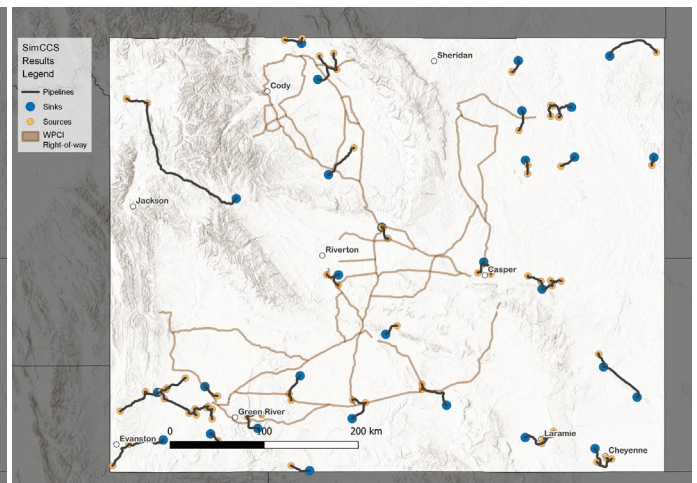 SimCCS
Results
Legend
Pipelines
Sinks
Sources
WPCI
Right-of-way
Sheridan
Cody
Jackson
Riverton
Casper
Green River
Evanston
0 100 200 km
Laramie
Cheyenne